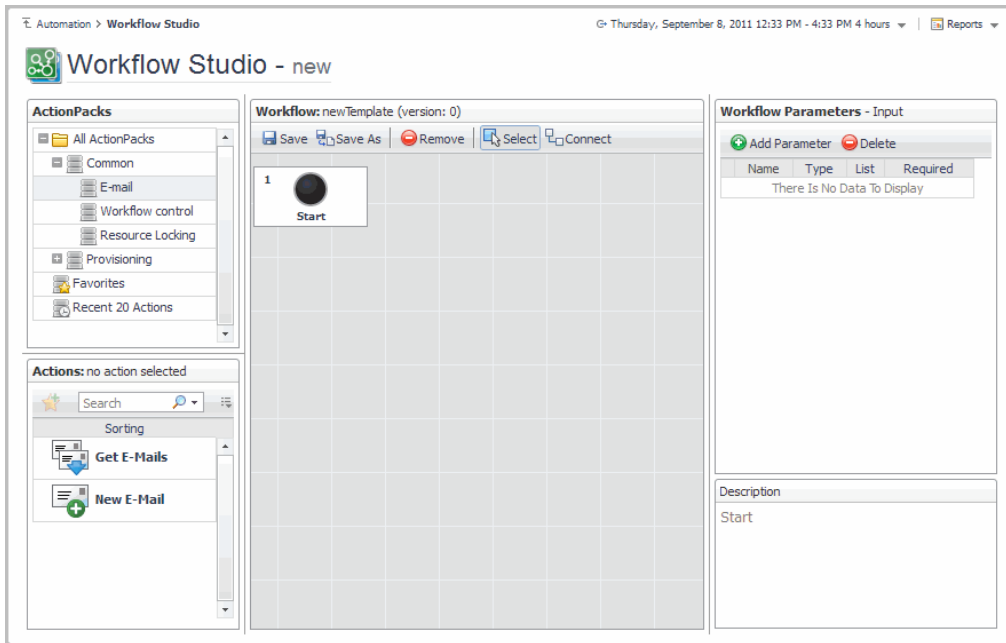 Automation > Workflow Studio
Thursday, September 8, 2011 12:33 PM - 4:33 PM 4 hours
Reports
Workflow Studio - new
ActionPacks
All ActionPacks
Common
E-mail
Workflow control
Resource Locking
Provisioning
Favorites
Recent 20 Actions
Actions: no action selected
Search
Sorting
Get E-Mails
New E-Mail
Workflow: newTemplate (version: 0)
Save Save As Remove Select Connect
1
Start
Workflow Parameters - Input
Add Parameter Delete
Name Type List Required
There Is No Data To Display
Description
Start